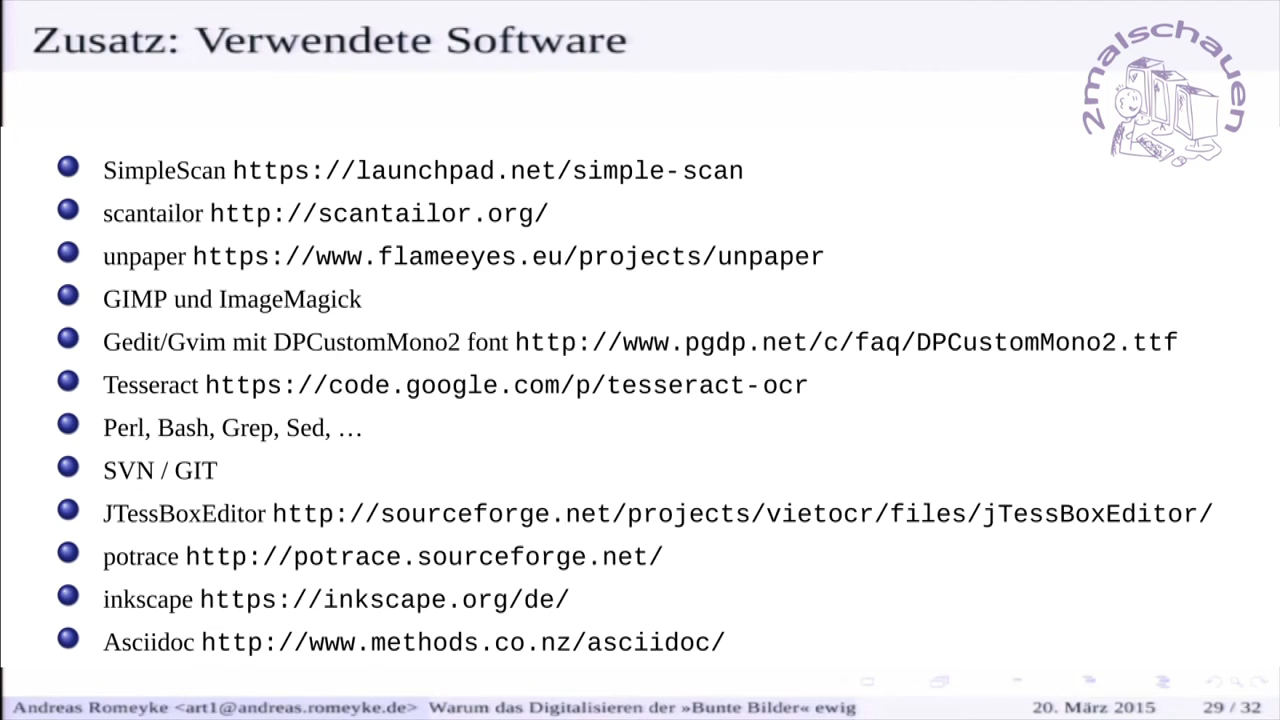 Zusatz: Verwendete Software
2malschauen
SimpleScan https://launchpad.net/simple-scan
scantailor http://scantailor.org/
unpaper https://www.flameeyes.eu/projects/unpaper
GIMP und ImageMagick
Gedit/Gvim mit DPCustomMono2 font http://www.pgdp.net/c/faq/DPCustomMono2.ttf
Tesseract https://code.google.com/p/tesseract-ocr
Perl, Bash, Grep, Sed, …
SVN / GIT
JTessBoxEditor http://sourceforge.net/projects/vietocr/files/jTessBoxEditor/
potrace http://potrace.sourceforge.net/
inkscape https://inkscape.org/de/
Asciidoc http://www.methods.co.nz/asciidoc/
Andreas Romeyke <art1@andreas.romeyke.de> Warum das Digitalisieren der »Bunte Bilder« ewig 20. März 2015 29 / 32